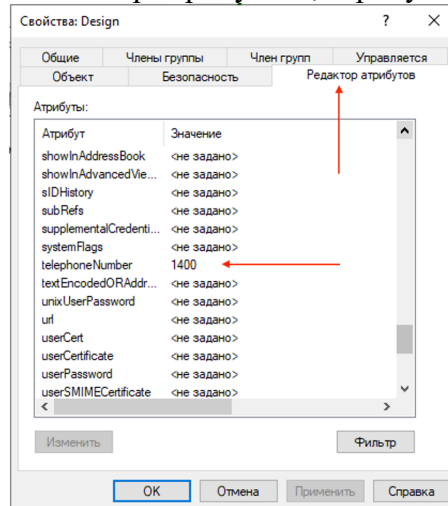 Свойства: Design ? ×
Общие Члены группы Член групп Управляется
Объект Безопасность Редактор атрибутов
Атрибуты:
Атрибут Значение
showInAddressBook <не задано>
showInAdvancedVie... <не задано>
sIDHistory <не задано>
subRefs <не задано>
supplementalCredenti... <не задано>
systemFlags <не задано>
telephoneNumber 1400
textEncodedORAddr... <не задано>
unixUserPassword <не задано>
url <не задано>
userCert <не задано>
userCertificate <не задано>
userPassword <не задано>
userSMIMECertificate <не задано>
Изменить Фильтр
OK Отмена Применить Справка